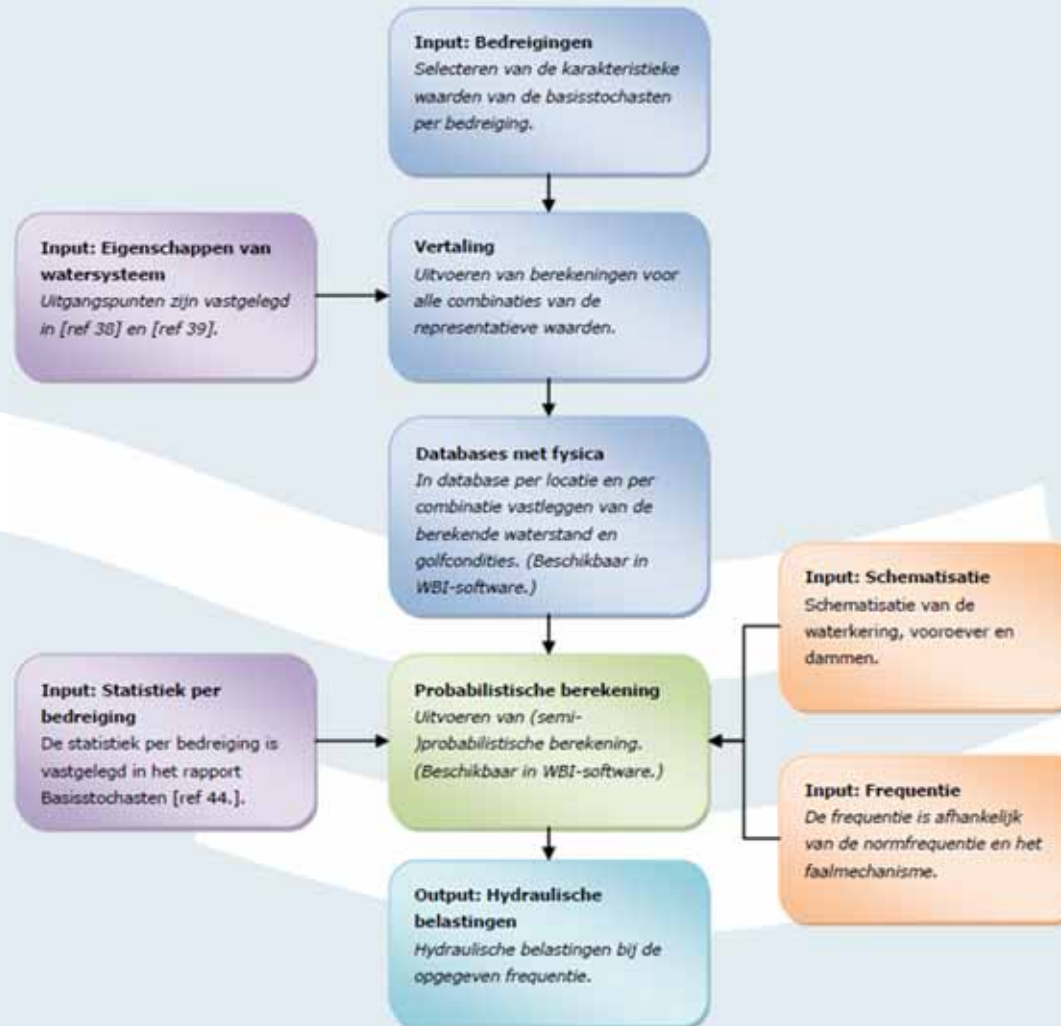 Input: Bedreigingen
Selecteren van de karakteristieke
waarden van de basisstochasten
per bedreiging.
Input: Eigenschappen van
watersysteem
Uitgangspunten zijn vastgelegd
in [ref 38] en [ref 39].
Vertaling
Uitvoeren van berekeningen voor
alle combinaties van de
representatieve waarden.
Databases met fysica
In database per locatie en per
combinatie vastleggen van de
berekende waterstand en
golfcondities. (Beschikbaar in
WBI-software.)
Input: Schematisatie
Schematisatie van de
waterkering, vooroever en
dammen.
Input: Statistiek per
bedreiging
De statistiek per bedreiging is
vastgelegd in het rapport
Basisstochasten [ref 44.].
Probabilistische berekening
Uitvoeren van (semi-
)probabilistische berekening.
(Beschikbaar in WBI-software.)
Input: Frequentie
De frequentie is afhankelijk
van de normfrequentie en het
faalmechanisme.
Output: Hydraulische
belastingen
Hydraulische belastingen bij de
opgegeven frequentie.